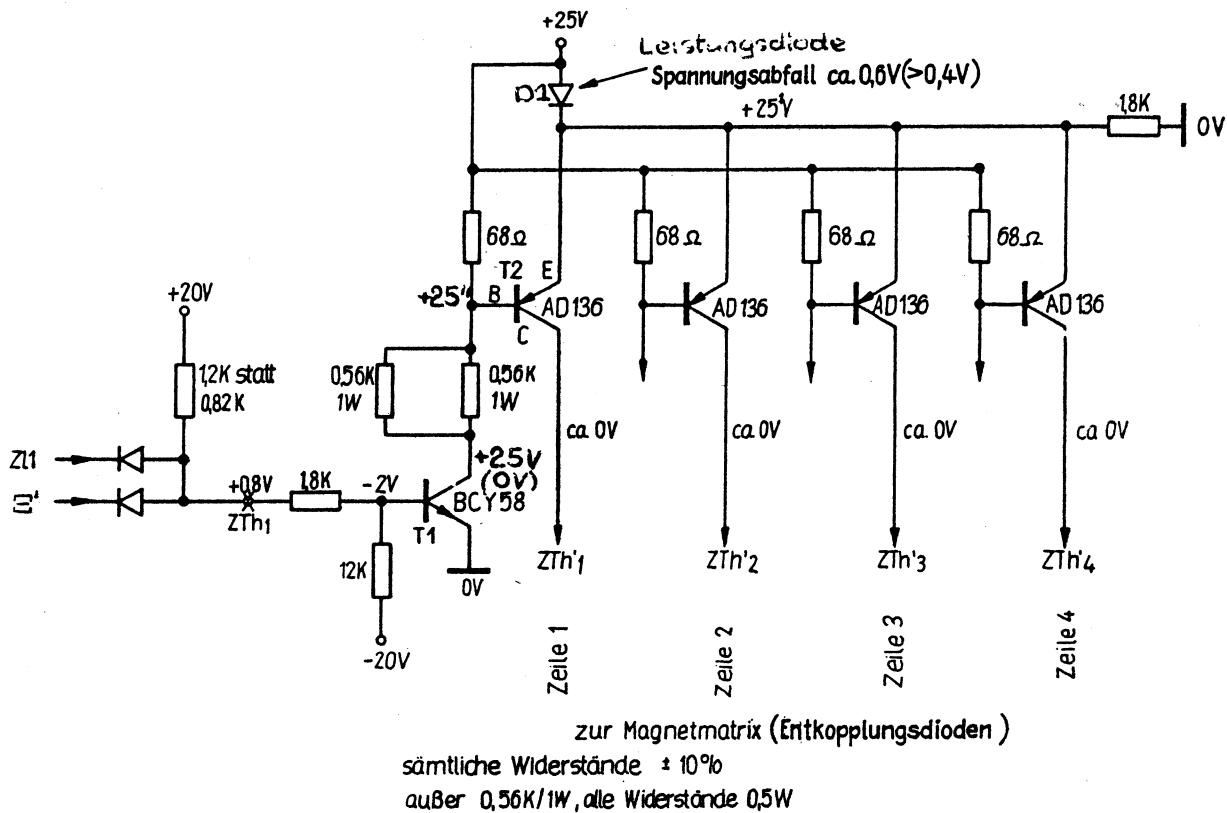 +25V
Leistungsdiode
Spannungsabfall ca. 0,6V(>0,4V)
D1
+25'V
1,8K
0V
68Ω
68Ω
68Ω
68Ω
T2 E
+25'' B
AD136
AD136
AD136
AD136
C
+20V
1,2K statt
0,82K
0,56K
1W
0,56K
1W
ca 0V
ca 0V
ca 0V
ca 0V
ZI1
+25V
(0V)
+0,8V
1,8K
-2V
BCY58
ZTh1
T1
12K
0V
-20V
ZTh'1
ZTh'2
ZTh'3
ZTh'4
Zeile 1
Zeile 2
Zeile 3
Zeile 4
zur Magnetmatrix (Entkopplungsdioden)
sämtliche Widerstände ± 10%
außer 0,56K/1W, alle Widerstände 0,5W